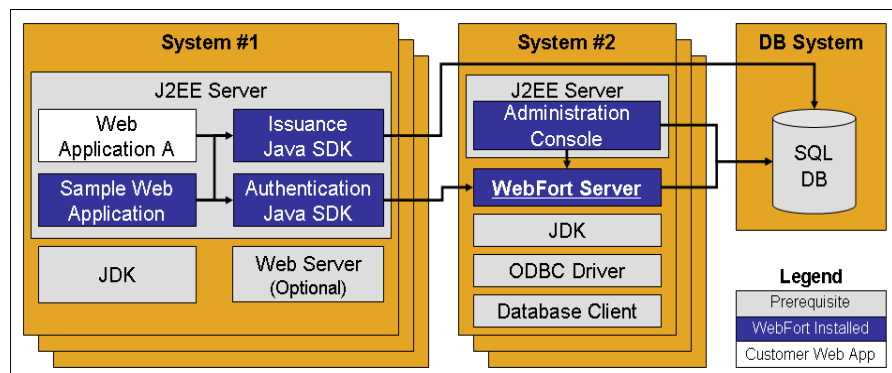 System #1
J2EE Server
Web
Application A
Issuance
Java SDK
Sample Web
Application
Authentication
Java SDK
JDK
Web Server
(Optional)
System #2
J2EE Server
Administration
Console
WebFort Server
JDK
ODBC Driver
Database Client
DB System
SQL
DB
Legend
Prerequisite
WebFort Installed
Customer Web App